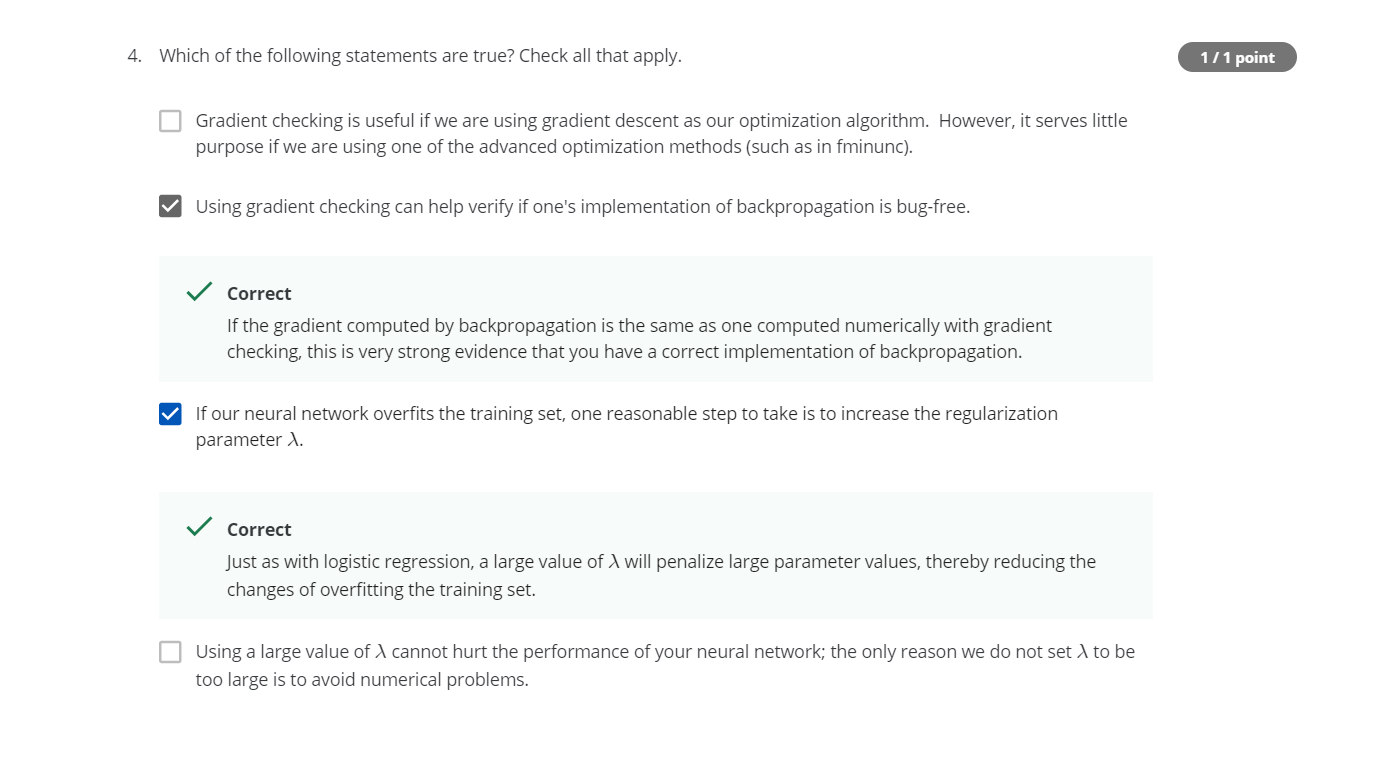 4. Which of the following statements are true? Check all that apply.
1 / 1 point
Gradient checking is useful if we are using gradient descent as our optimization algorithm.  However, it serves little
purpose if we are using one of the advanced optimization methods (such as in fminunc).
Using gradient checking can help verify if one's implementation of backpropagation is bug-free.
Correct
If the gradient computed by backpropagation is the same as one computed numerically with gradient
checking, this is very strong evidence that you have a correct implementation of backpropagation.
If our neural network overfits the training set, one reasonable step to take is to increase the regularization
parameter λ.
Correct
Just as with logistic regression, a large value of λ will penalize large parameter values, thereby reducing the
changes of overfitting the training set.
Using a large value of λ cannot hurt the performance of your neural network; the only reason we do not set λ to be
too large is to avoid numerical problems.